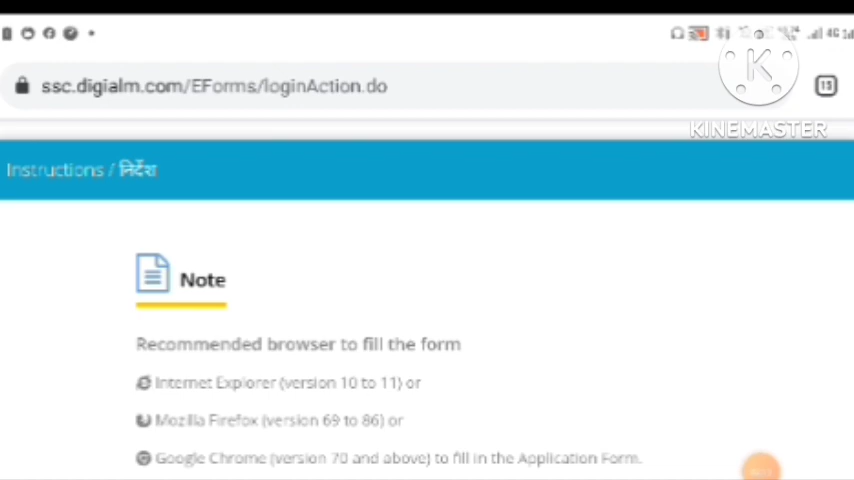 4G
ssc.digialm.com/EForms/loginAction.do
15
K
KINEMASTER
Instructions / निर्देश
Note
Recommended browser to fill the form
Internet Explorer (version 10 to 11) or
Mozilla Firefox (version 69 to 86) or
Google Chrome (version 70 and above) to fill in the Application Form.